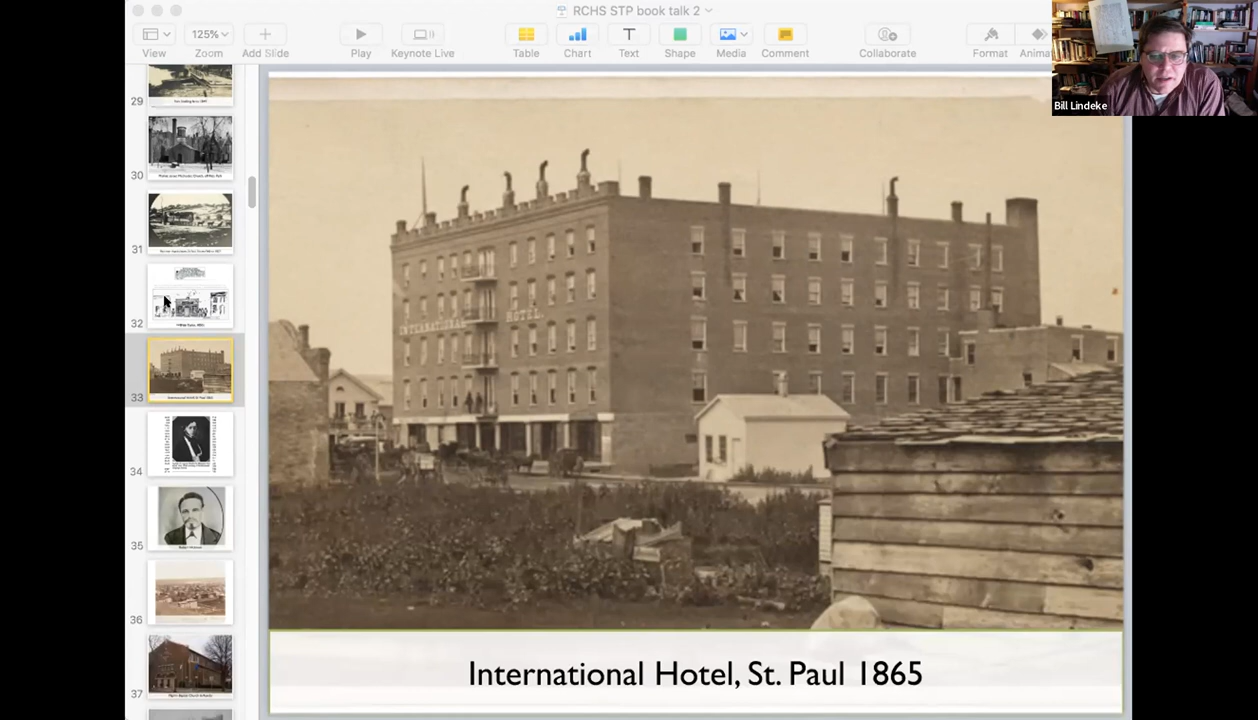 RCHS STP book talk 2
125%
View
Zoom
Add Slide
Play
Keynote Live
Table
Chart
Text
Shape
Media
Comment
Collaborate
Format
Bill Lindeke
29
30
31
32
33
34
35
36
37
INTERNATIONAL HOTEL.
International Hotel, St. Paul 1865